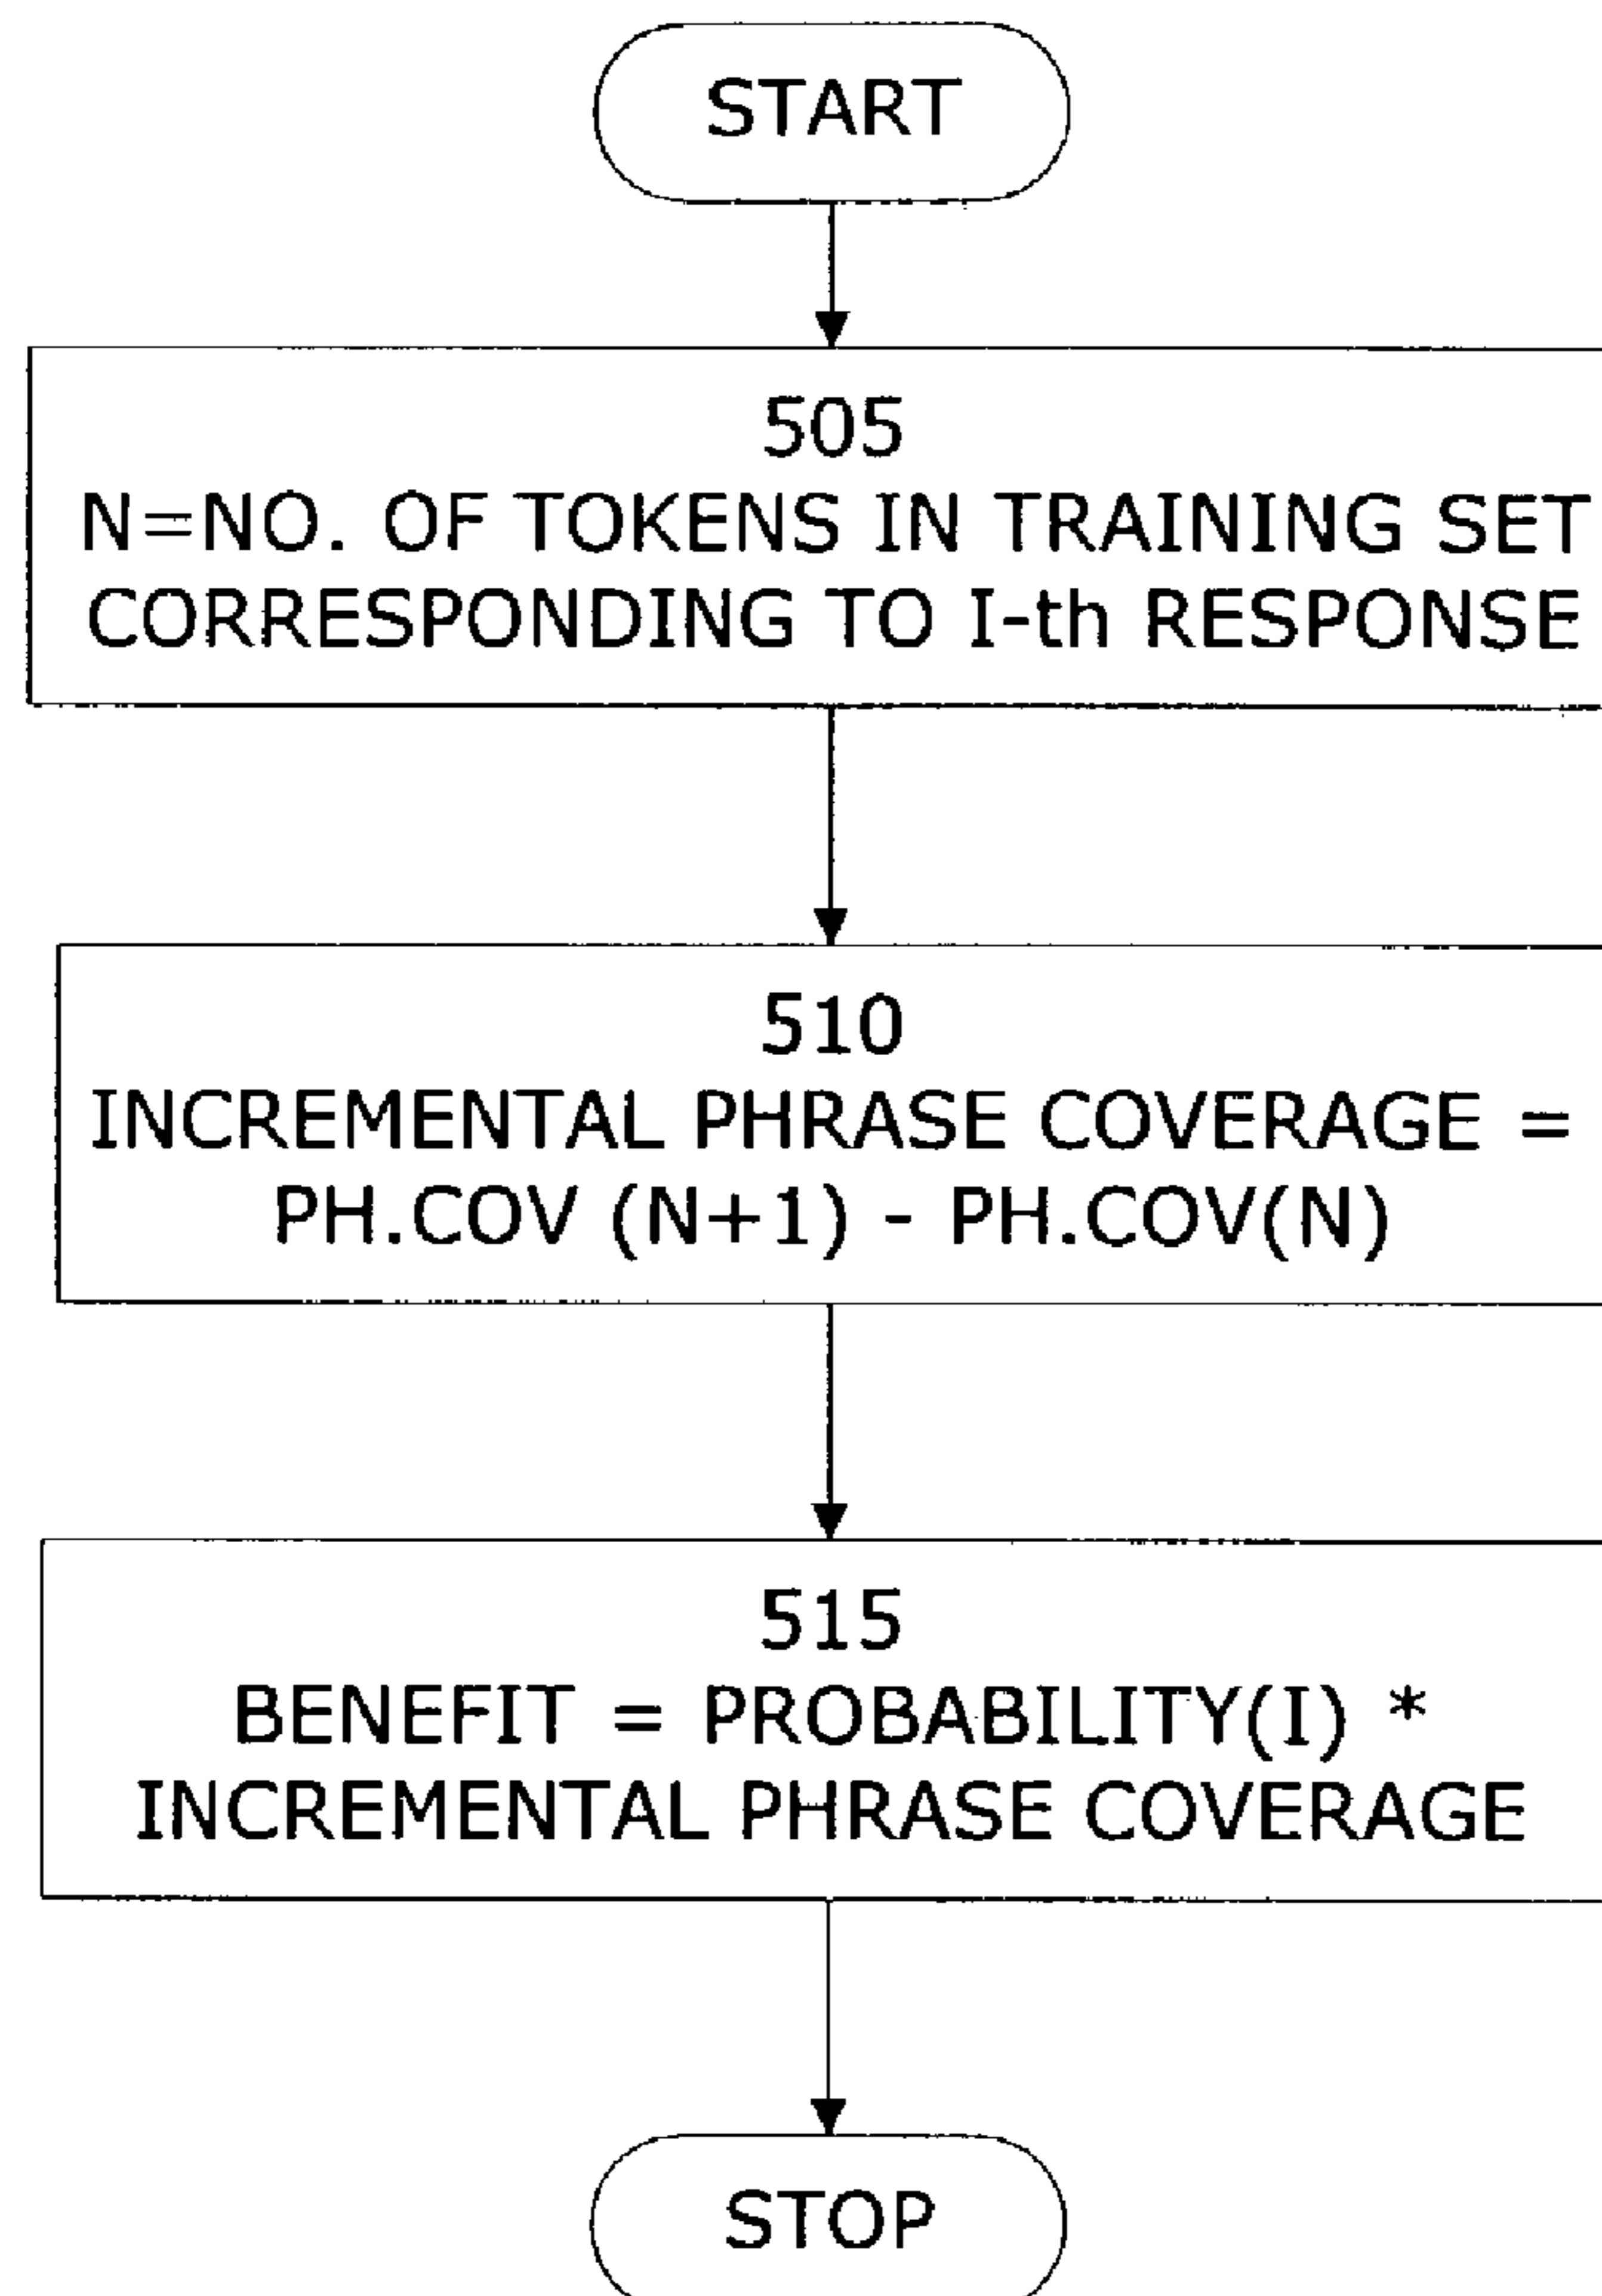 START
505
N=NO. OF TOKENS IN TRAINING SET
CORRESPONDING TO I-th RESPONSE
510
INCREMENTAL PHRASE COVERAGE =
PH.COV (N+1) - PH.COV(N)
515
BENEFIT = PROBABILITY(I) *
INCREMENTAL PHRASE COVERAGE
STOP